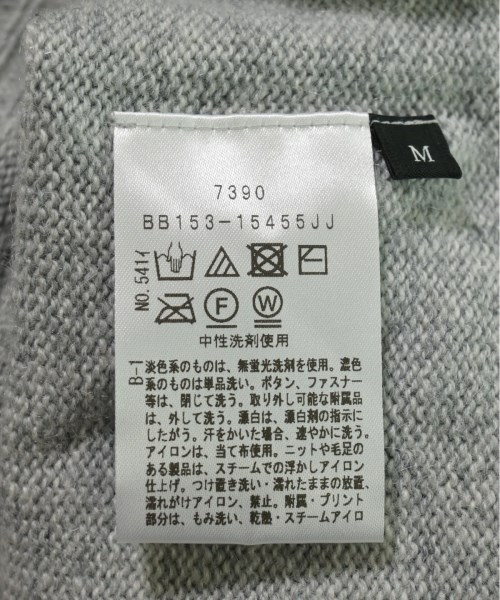 M
7390
BB153-15455JJ
NO.541イ
F
W
中性洗剤使用
B-1
淡色系のものは、無蛍光洗剤を使用。濃色
系のものは単品洗い。ボタン、ファスナー
等は、閉じて洗う。取り外し可能な附属品
は、外して洗う。漂白は、漂白剤の指示に
したがう。汗をかいた場合、速やかに洗う。
アイロンは、当て布使用。ニットや毛足の
ある製品は、スチームでの浮かしアイロン
仕上げ。つけ置き洗い・濡れたままの放置、
濡れがけアイロン、禁止。附属・プリント
部分は、もみ洗い、乾熱・スチームアイロ